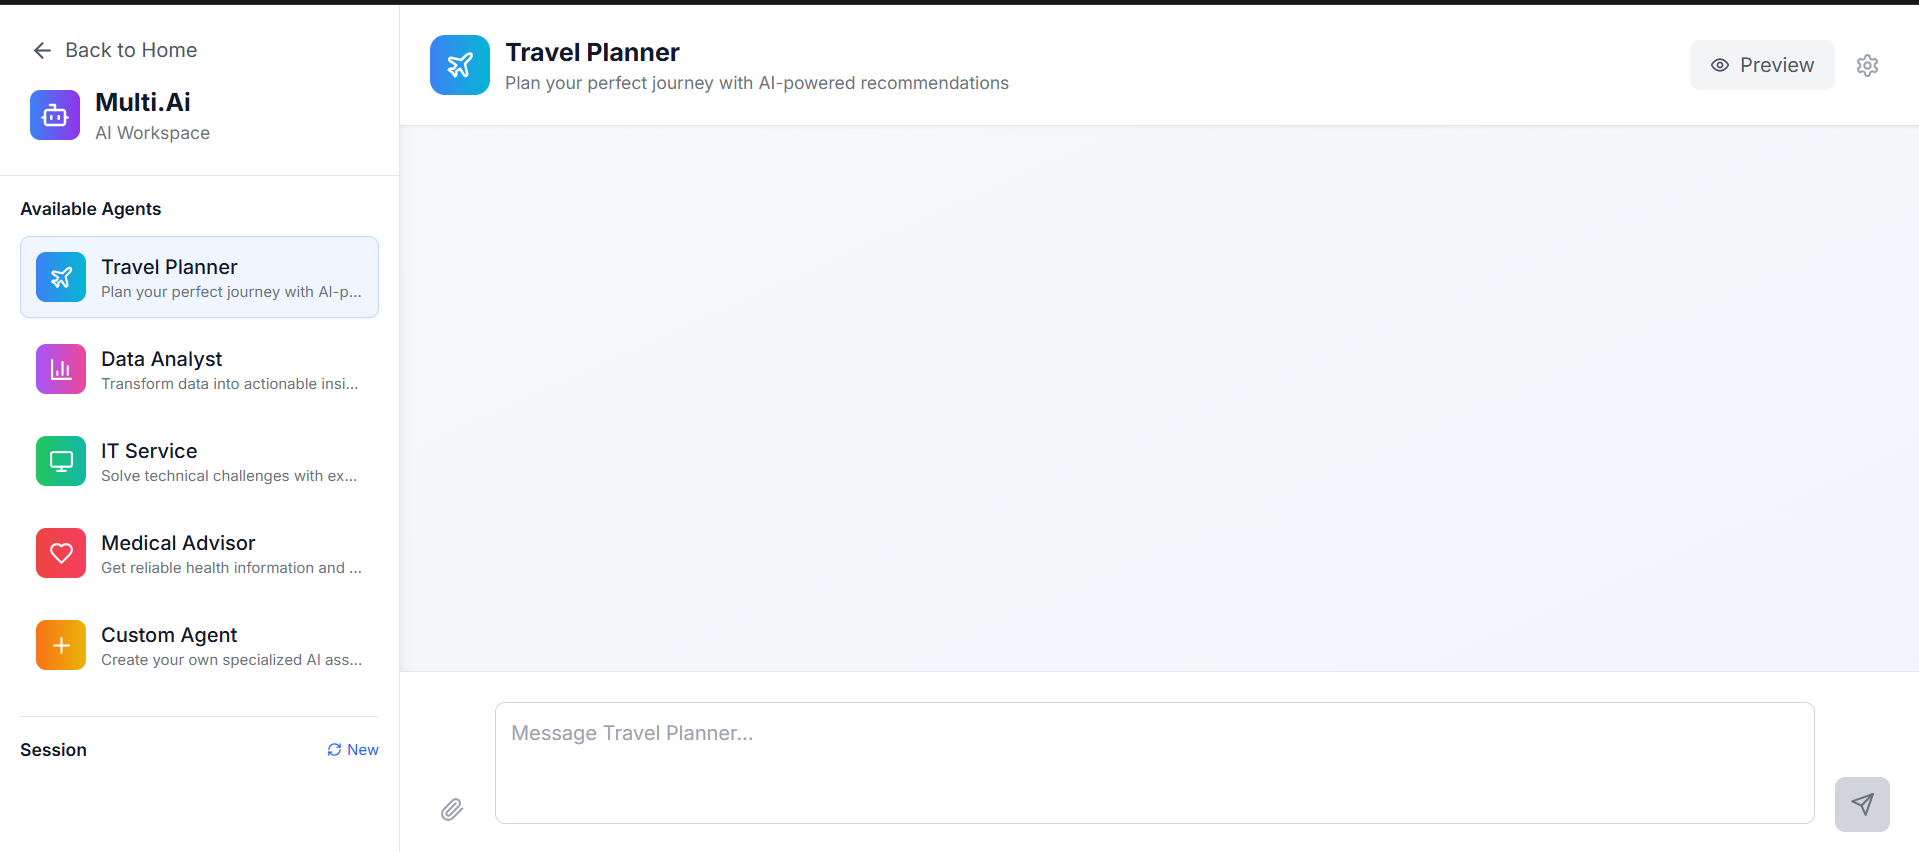 Back to Home
Multi.Ai
AI Workspace
Available Agents
Travel Planner
Plan your perfect journey with AI-p...
Data Analyst
Transform data into actionable insi...
IT Service
Solve technical challenges with ex...
Medical Advisor
Get reliable health information and ...
Custom Agent
Create your own specialized AI ass...
Session
New
Travel Planner
Plan your perfect journey with AI-powered recommendations
Preview
Message Travel Planner...